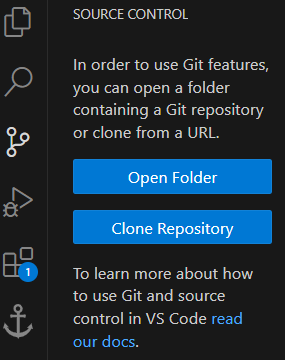 SOURCE CONTROL
In order to use Git features,
you can open a folder
containing a Git repository
or clone from a URL.
Open Folder
Clone Repository
1
To learn more about how
to use Git and source
control in VS Code read
our docs.